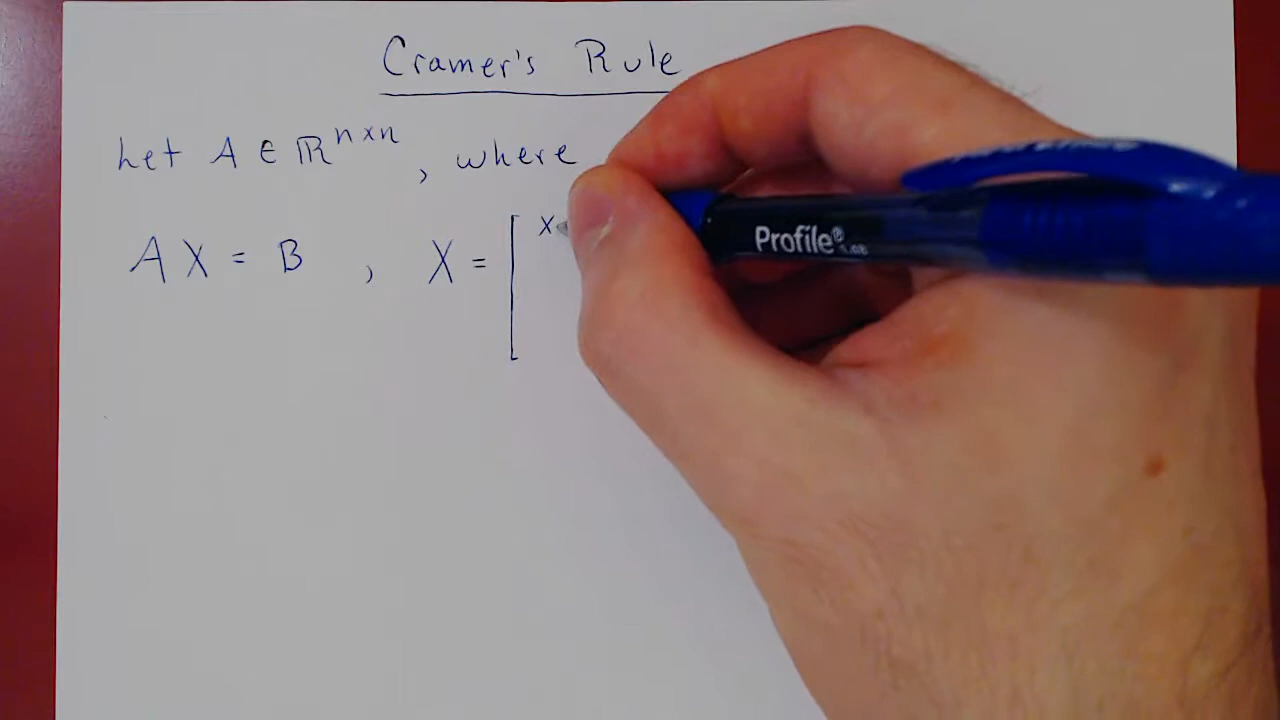 Cramer's Rule
Let A ∈ ℝⁿˣⁿ, where
AX = B, X = [ x
Profile®